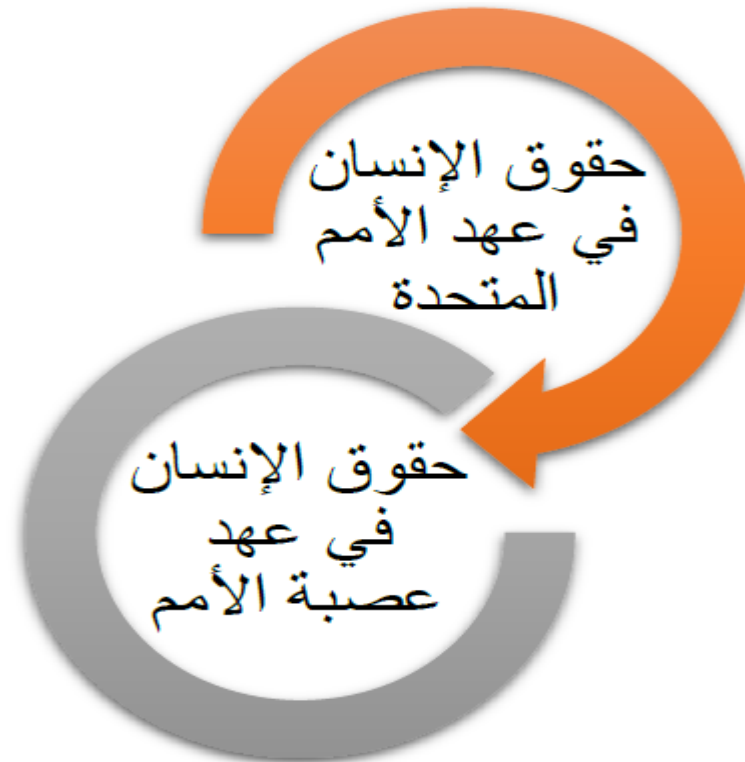 حقوق الإنسان
في عهد الأمم
المتحدة
حقوق الإنسان
في عهد
عصبة الأمم